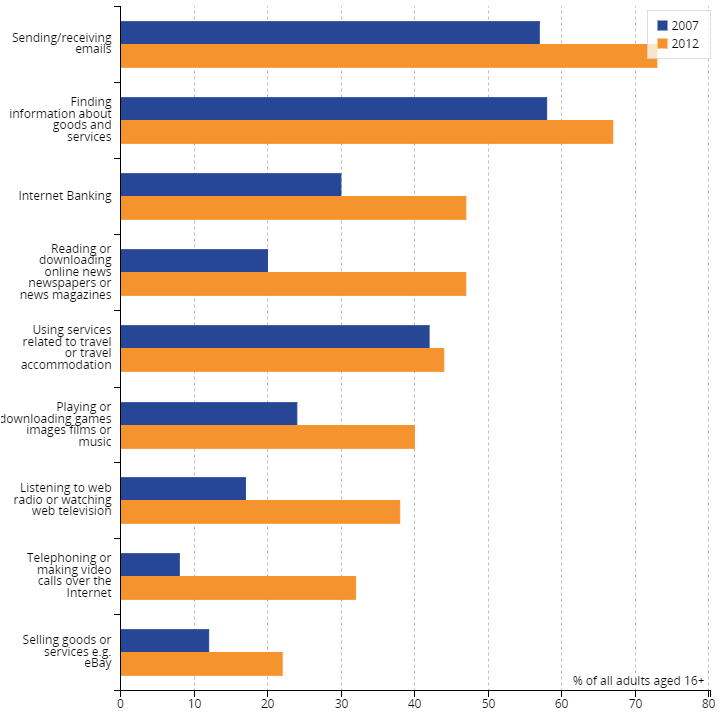 2007
2012
Sending/receiving
emails
Finding
information about
goods and
services
Internet Banking
Reading or
downloading
online news
newspapers or
news magazines
Using services
related to travel
or travel
accommodation
Playing or
downloading games
images films or
music
Listening to web
radio or watching
web television
Telephoning or
making video
calls over the
Internet
Selling goods or
services e.g.
eBay
% of all adults aged 16+
0 10 20 30 40 50 60 70 80